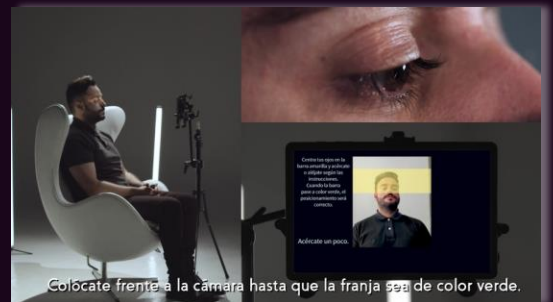 Centra tus ojos en la
barra amarilla y acércate
o aléjate según las
instrucciones.
Cuando la barra
pase a color verde, el
posicionamiento será
correcto.
Acércate un poco.
Colócate frente a la cámara hasta que la franja sea de color verde.